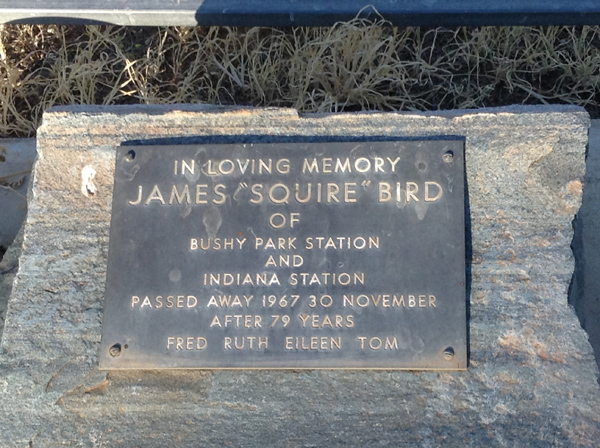 IN LOVING MEMORY
JAMES "SQUIRE" BIRD
OF
BUSHY PARK STATION
AND
INDIANA STATION
PASSED AWAY 1967 30 NOVEMBER
AFTER 79 YEARS
FRED RUTH EILEEN TOM